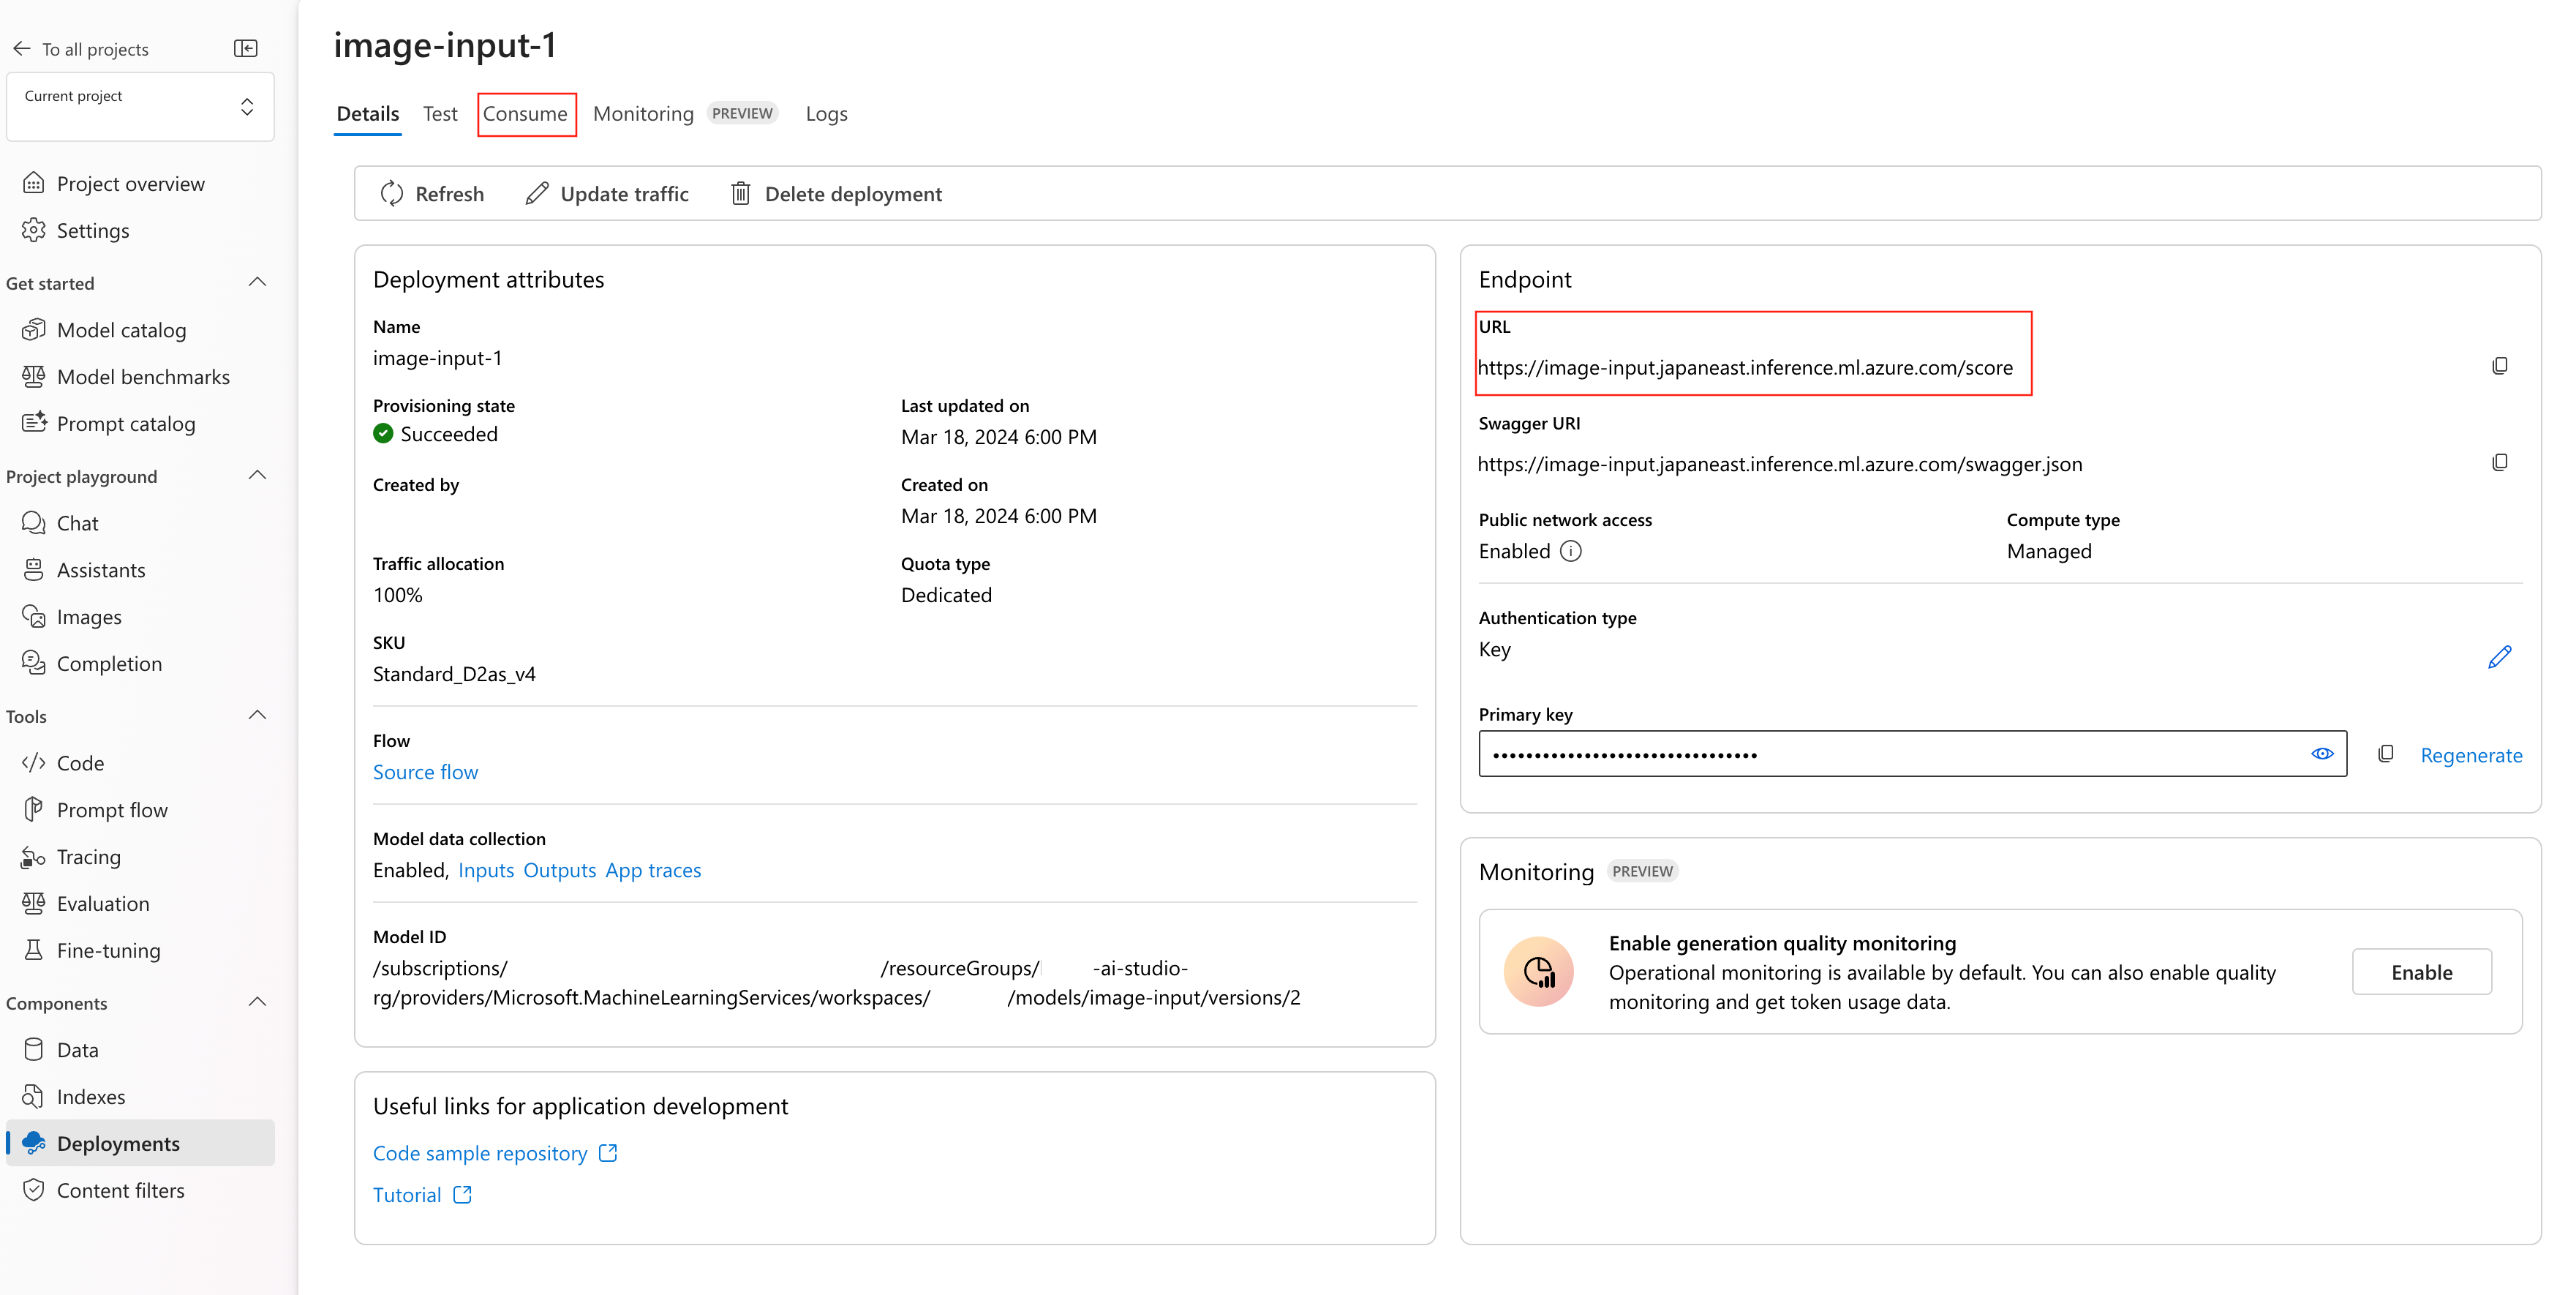 To all projects
Current project
Project overview
Settings
Get started
Model catalog
Model benchmarks
Prompt catalog
Project playground
Chat
Assistants
Images
Completion
Tools
Code
Prompt flow
Tracing
Evaluation
Fine-tuning
Components
Data
Indexes
Deployments
Content filters
image-input-1
Details Test Consume Monitoring PREVIEW Logs
Refresh Update traffic Delete deployment
Deployment attributes
Name
image-input-1
Provisioning state Last updated on
Succeeded Mar 18, 2024 6:00 PM
Created by Created on
Mar 18, 2024 6:00 PM
Traffic allocation Quota type
100% Dedicated
SKU
Standard_D2as_v4
Flow
Source flow
Model data collection
Enabled, Inputs Outputs App traces
Model ID
/subscriptions/ /resourceGroups/ -ai-studio-
rg/providers/Microsoft.MachineLearningServices/workspaces/ /models/image-input/versions/2
Useful links for application development
Code sample repository
Tutorial
Endpoint
URL
https://image-input.japaneast.inference.ml.azure.com/score
Swagger URI
https://image-input.japaneast.inference.ml.azure.com/swagger.json
Public network access Compute type
Enabled Managed
Authentication type
Key
Primary key
•••••••••••••••••••••••••••••••• Regenerate
Monitoring PREVIEW
Enable generation quality monitoring
Operational monitoring is available by default. You can also enable quality
monitoring and get token usage data.
Enable